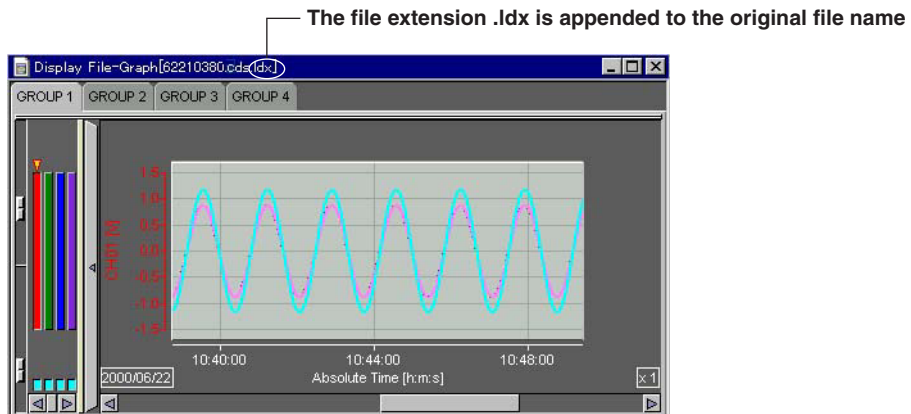 The file extension .Idx is appended to the original file name
Display File-Graph[62210380.cds.Idx]
GROUP 1 GROUP 2 GROUP 3 GROUP 4
CH01 [V]
1.5
1.0
0.5
0.0
-0.5
-1.0
-1.5
10:40:00 10:44:00 10:48:00
2000/06/22 Absolute Time [h:m:s] x 1